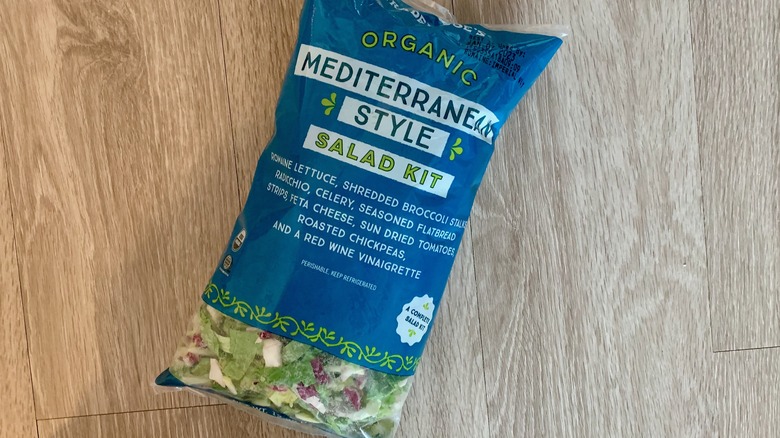 ORGANIC
MEDITERRANEAN
STYLE
SALAD KIT
ROMAINE LETTUCE, SHREDDED BROCCOLI STALKS,
RADICCHIO, CELERY, SEASONED FLATBREAD
STRIPS, FETA CHEESE, SUN DRIED TOMATOES,
ROASTED CHICKPEAS,
AND A RED WINE VINAIGRETTE
PERISHABLE, KEEP REFRIGERATED
A COMPLETE
SALAD KIT